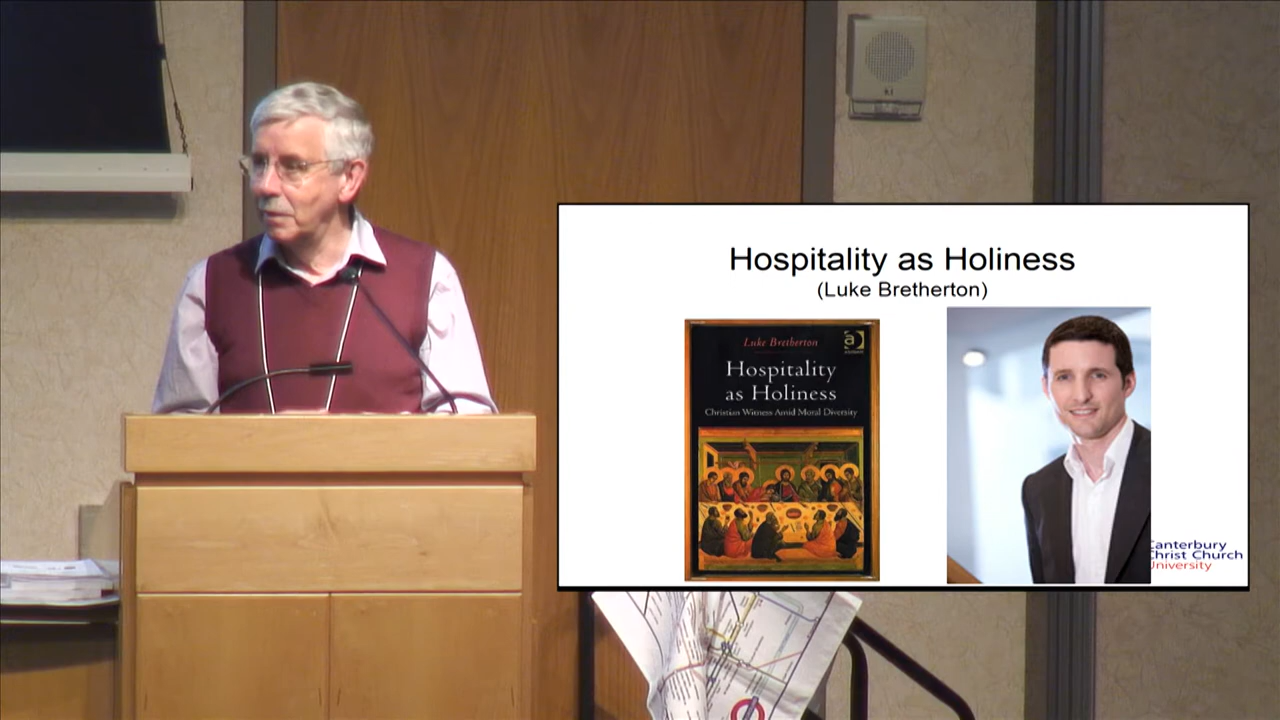 Hospitality as Holiness
(Luke Bretherton)
Luke Bretherton
Hospitality
as Holiness
Christian Witness Amid Moral Diversity
Canterbury
Christ Church
University